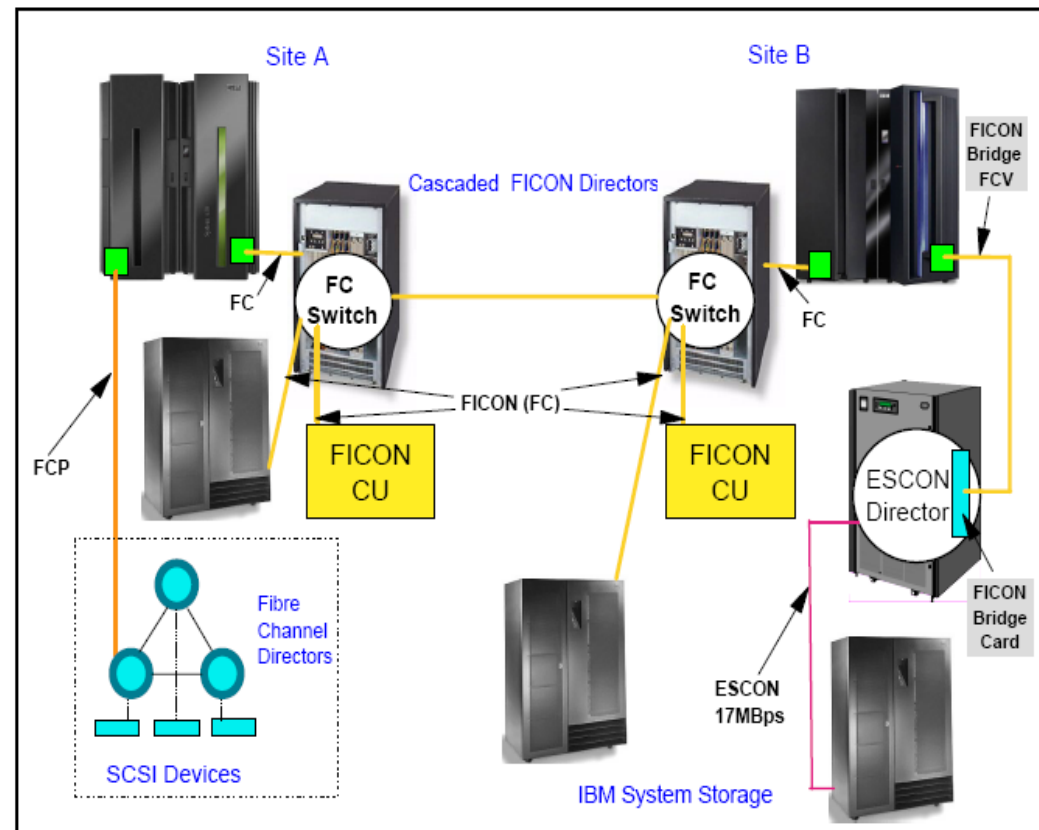 Site A
Site B
FICON
Bridge
FCV
Cascaded FICON Directors
FC
Switch
FC
Switch
FC
FC
FICON (FC)
FCP
FICON
CU
FICON
CU
ESCON
Director
Fibre
Channel
Directors
FICON
Bridge
Card
ESCON
17MBps
SCSI Devices
IBM System Storage